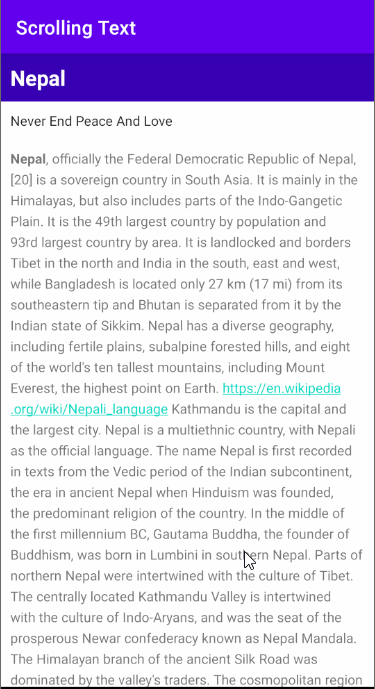 Scrolling Text
Nepal
Never End Peace And Love
Nepal, officially the Federal Democratic Republic of Nepal,
[20] is a sovereign country in South Asia. It is mainly in the
Himalayas, but also includes parts of the Indo-Gangetic
Plain. It is the 49th largest country by population and
93rd largest country by area. It is landlocked and borders
Tibet in the north and India in the south, east and west,
while Bangladesh is located only 27 km (17 mi) from its
southeastern tip and Bhutan is separated from it by the
Indian state of Sikkim. Nepal has a diverse geography,
including fertile plains, subalpine forested hills, and eight
of the world's ten tallest mountains, including Mount
Everest, the highest point on Earth. https://en.wikipedia
.org/wiki/Nepali_language Kathmandu is the capital and
the largest city. Nepal is a multiethnic country, with Nepali
as the official language. The name Nepal is first recorded
in texts from the Vedic period of the Indian subcontinent,
the era in ancient Nepal when Hinduism was founded,
the predominant religion of the country. In the middle of
the first millennium BC, Gautama Buddha, the founder of
Buddhism, was born in Lumbini in southern Nepal. Parts of
northern Nepal were intertwined with the culture of Tibet.
The centrally located Kathmandu Valley is intertwined
with the culture of Indo-Aryans, and was the seat of the
prosperous Newar confederacy known as Nepal Mandala.
The Himalayan branch of the ancient Silk Road was
dominated by the valley's traders. The cosmopolitan region